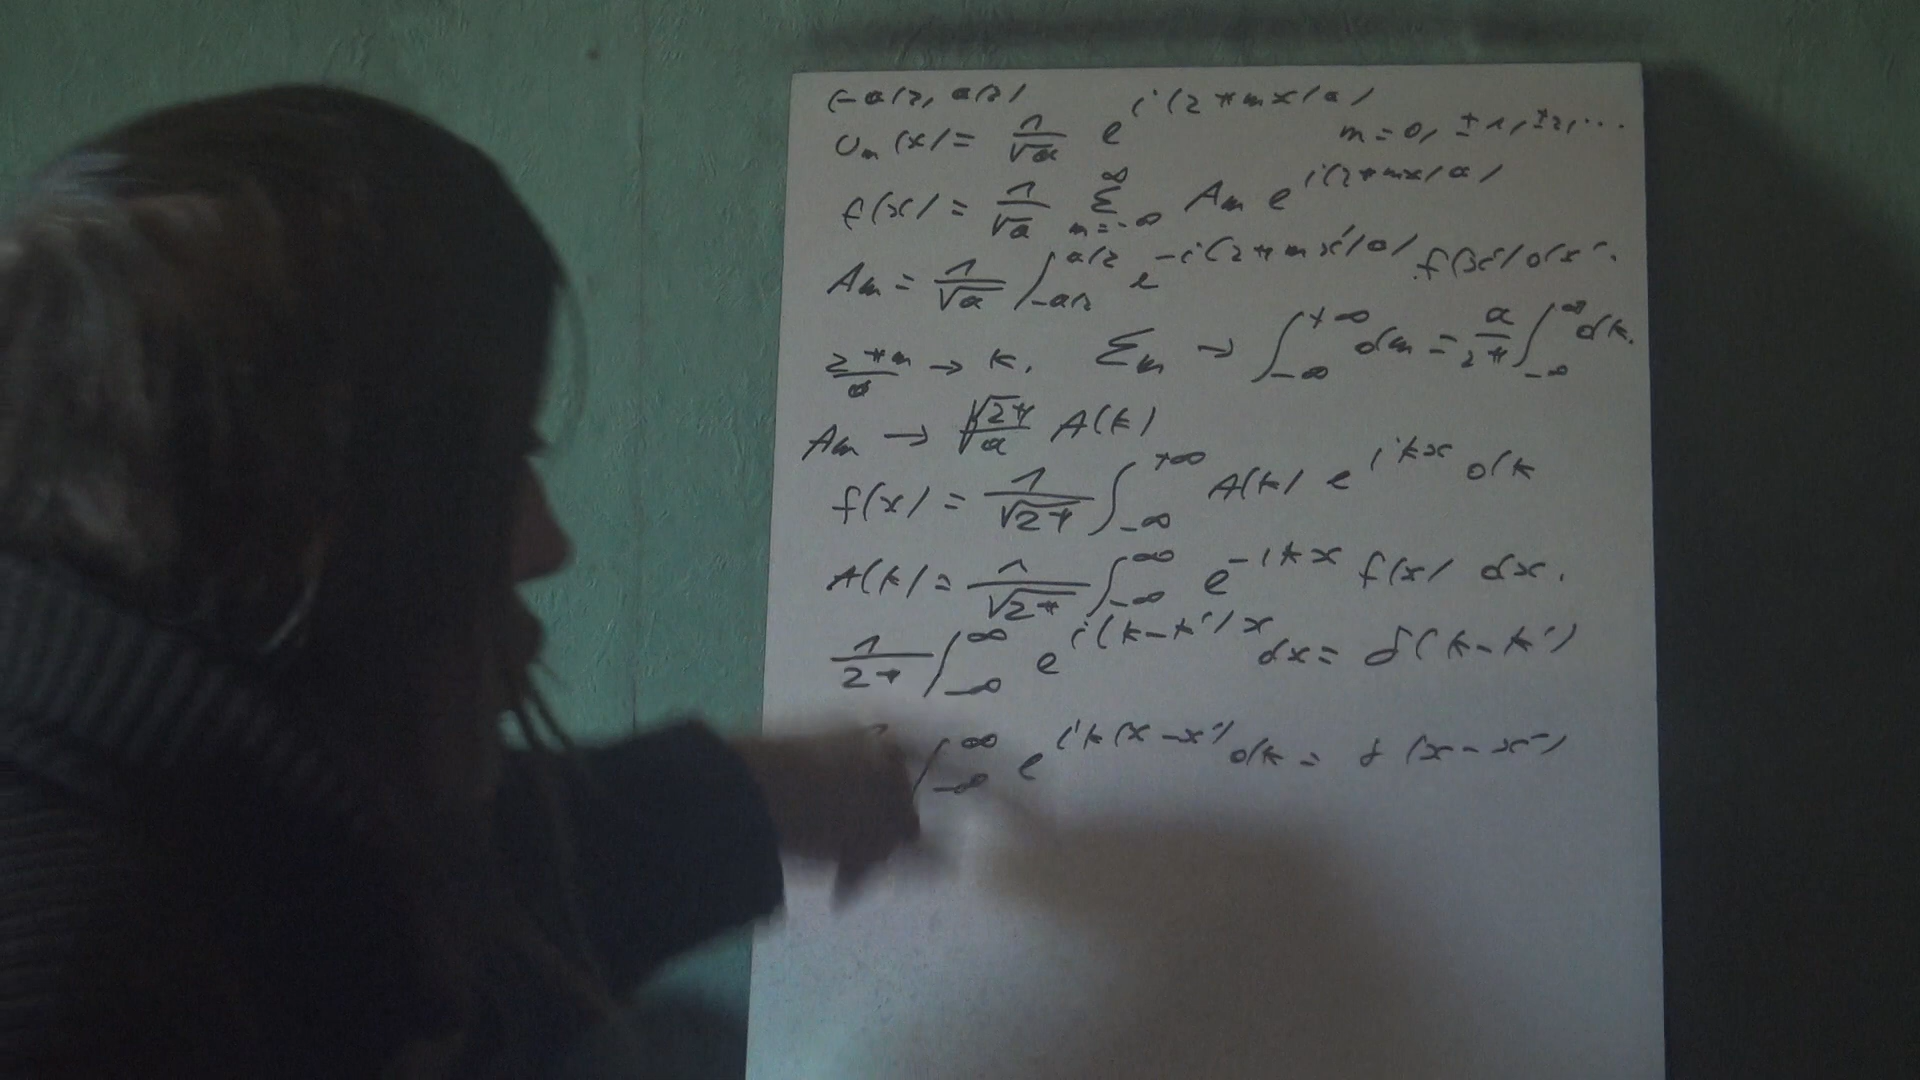 (-a/2, a/2)
U_m(x) = 1/√a e^{i(2πmx/a)} m = 0, ±1, ±2, ...
f(x) = 1/√a Σ_{m=-∞}^{∞} A_m e^{i(2πmx/a)}
A_m = 1/√a ∫_{-a/2}^{a/2} e^{-i(2πmx'/a)} f(x')dx'.
2πm/a → k. Σ_m → ∫_{-∞}^{+∞} dm = a/2π ∫_{-∞}^{∞} dk.
A_m → √2π/a A(k)
f(x) = 1/√2π ∫_{-∞}^{+∞} A(k) e^{ikx} dk
A(k) = 1/√2π ∫_{-∞}^{∞} e^{-ikx} f(x) dx.
1/2π ∫_{-∞}^{∞} e^{i(k-k')x} dx = δ(k-k')
∫_{-∞}^{∞} e^{ik(x-x')} dk = δ(x-x')